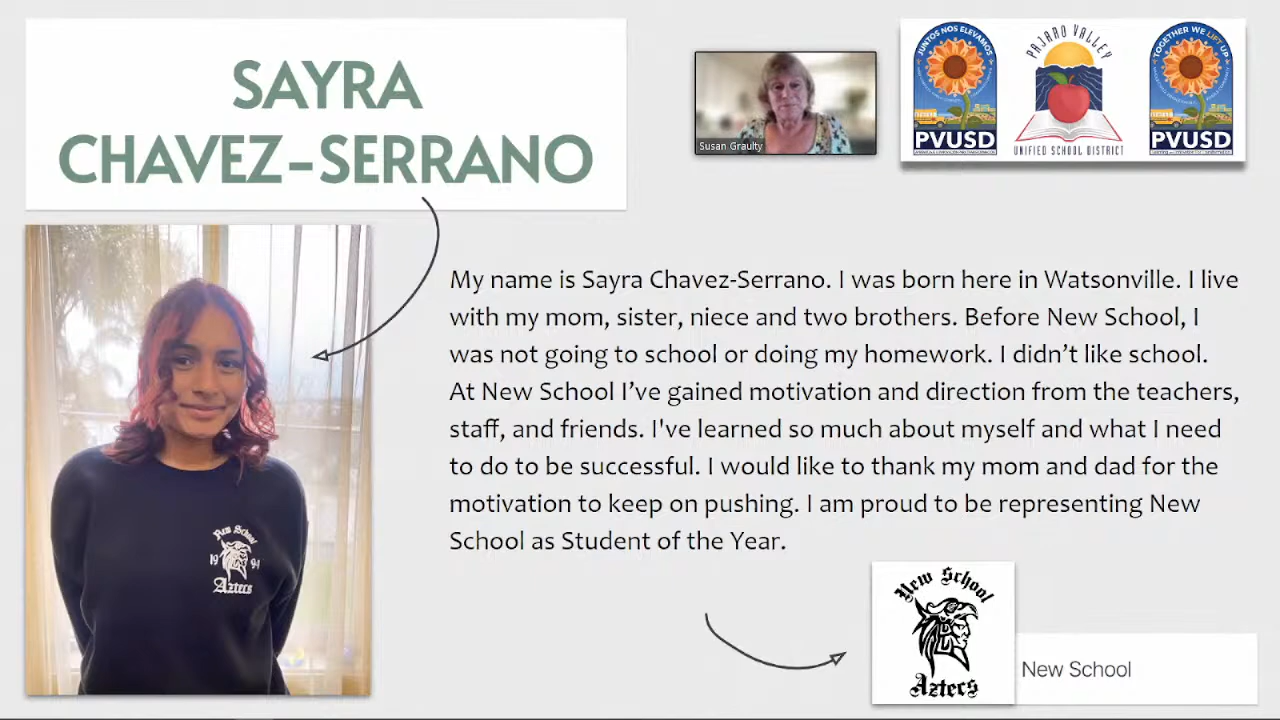 SAYRA
CHAVEZ-SERRANO
Susan Graulty
JUNTOS NOS ELEVAMOS
PVUSD
PAJARO VALLEY
UNIFIED SCHOOL DISTRICT
TOGETHER WE LIFT UP
PVUSD
My name is Sayra Chavez-Serrano. I was born here in Watsonville. I live
with my mom, sister, niece and two brothers. Before New School, I
was not going to school or doing my homework. I didn’t like school.
At New School I’ve gained motivation and direction from the teachers,
staff, and friends. I've learned so much about myself and what I need
to do to be successful. I would like to thank my mom and dad for the
motivation to keep on pushing. I am proud to be representing New
School as Student of the Year.
New School
1994
Aztecs
New School
Aztecs
New School